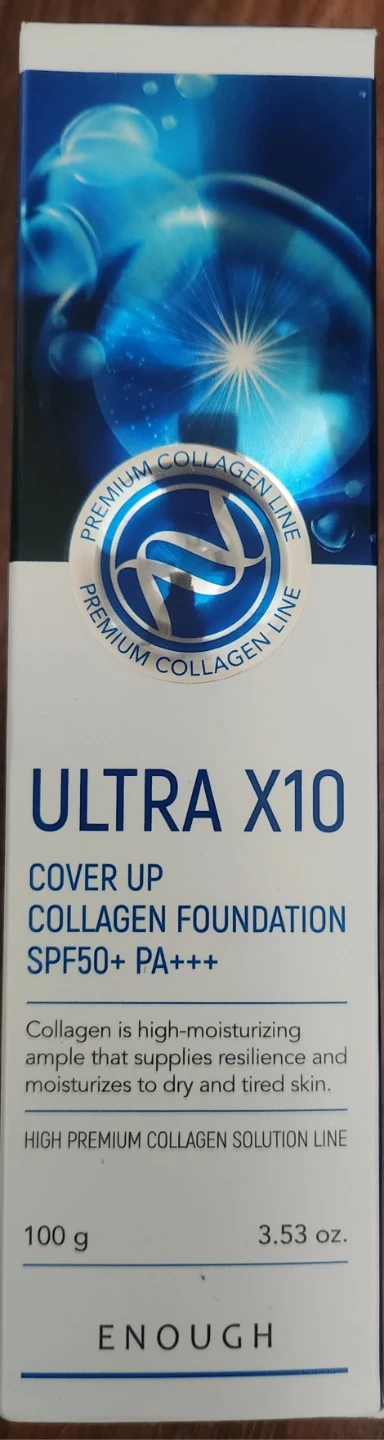 PREMIUM COLLAGEN LINE
PREMIUM COLLAGEN LINE
ULTRA X10
COVER UP
COLLAGEN FOUNDATION
SPF50+ PA+++
Collagen is high-moisturizing
ample that supplies resilience and
moisturizes to dry and tired skin.
HIGH PREMIUM COLLAGEN SOLUTION LINE
100 g 3.53 oz.
ENOUGH